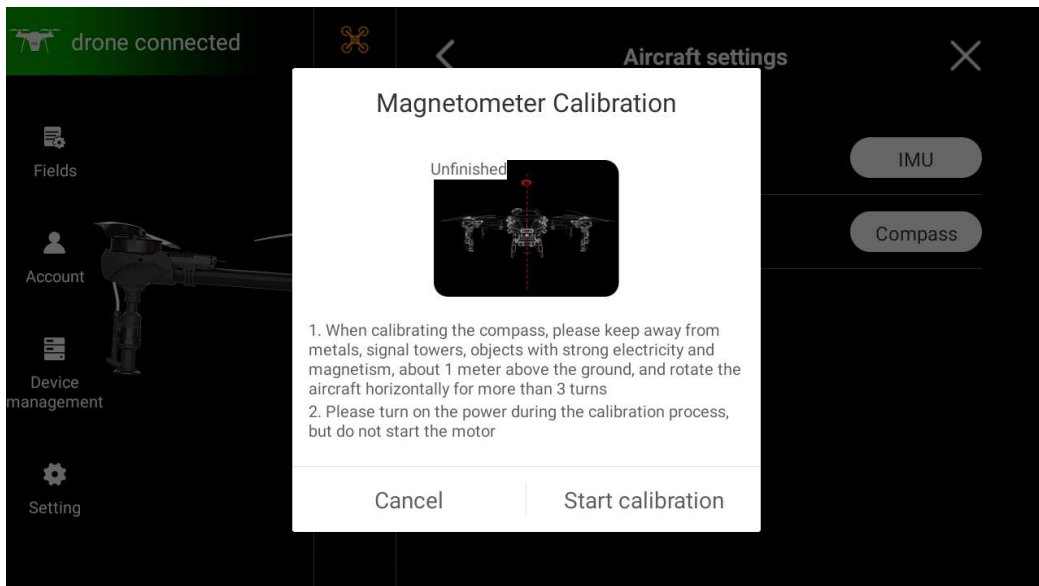 drone connected
Aircraft settings
Magnetometer Calibration
Unfinished
Fields
Account
Device
management
Setting
IMU
Compass
1. When calibrating the compass, please keep away from
metals, signal towers, objects with strong electricity and
magnetism, about 1 meter above the ground, and rotate the
aircraft horizontally for more than 3 turns
2. Please turn on the power during the calibration process,
but do not start the motor
Cancel
Start calibration